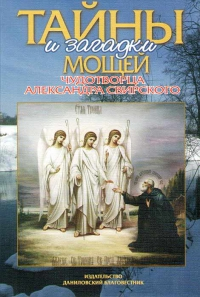 ТАЙНЫ
и загадки
МОЩЕЙ
ЧУДОТВОРЦА
АЛЕКСАНДРА СВИРСКОГО
ИЗДАТЕЛЬСТВО
ДАНИЛОВСКИЙ БЛАГОВЕСТНИК